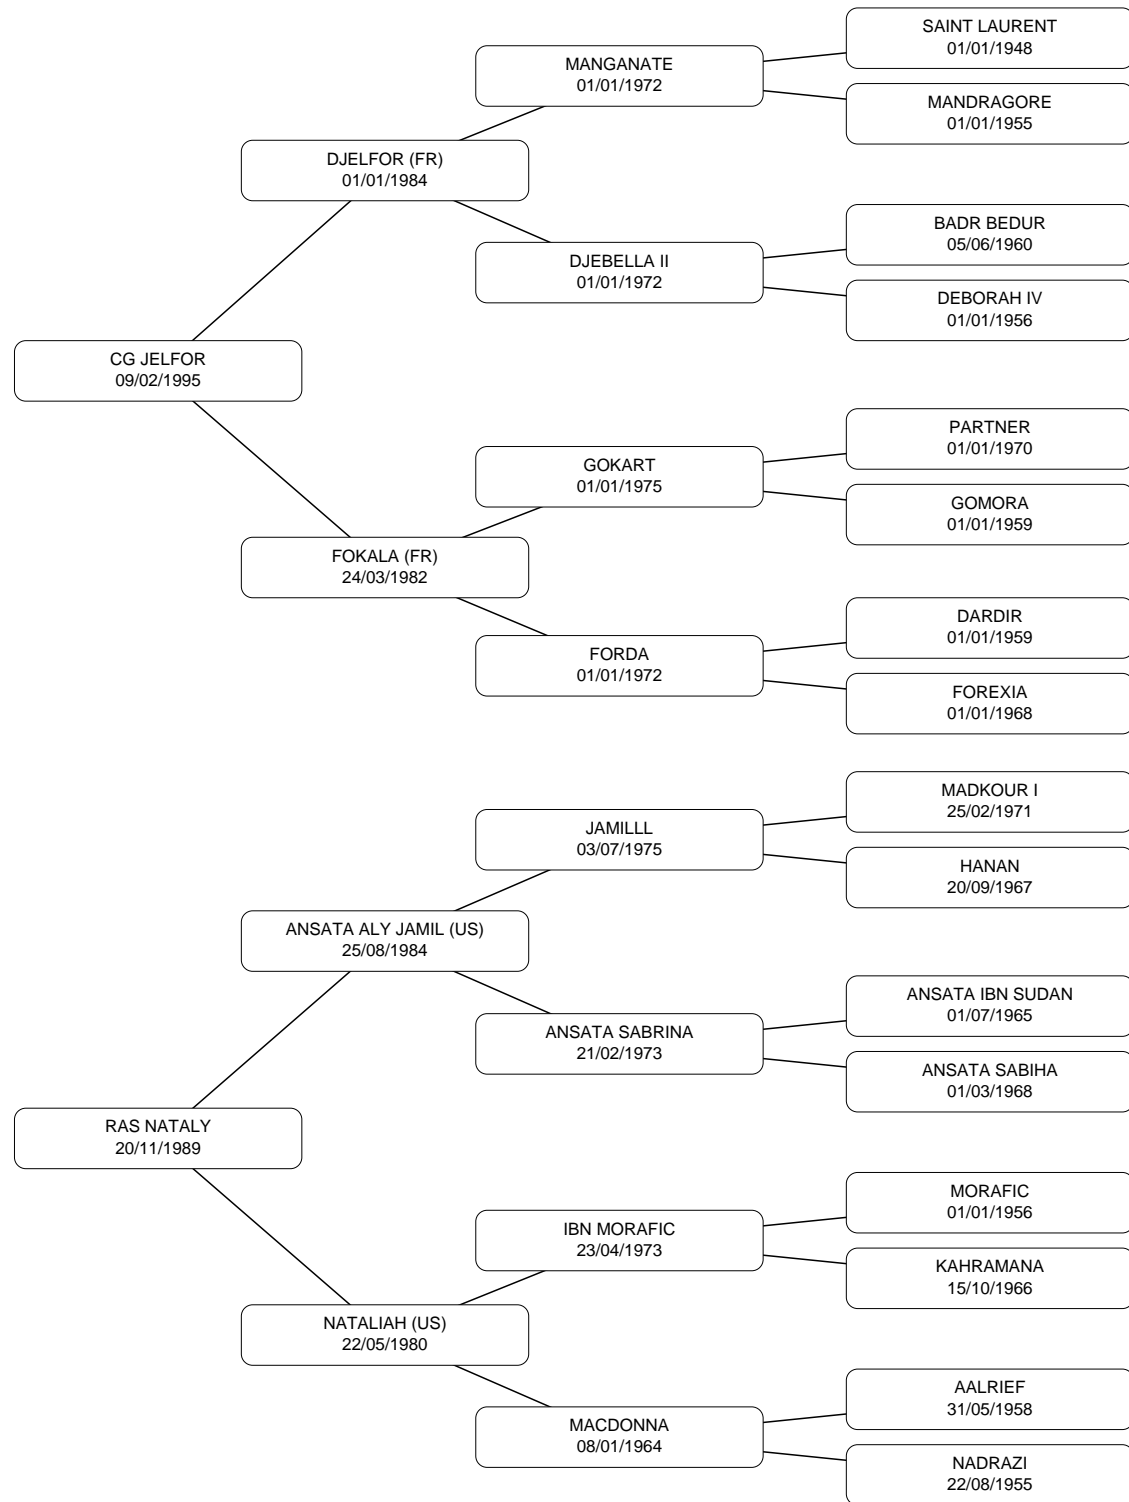 SAINT LAURENT
01/01/1948
MANGANATE
01/01/1972
MANDRAGORE
01/01/1955
DJELFOR (FR)
01/01/1984
BADR BEDUR
05/06/1960
DJEBELLA II
01/01/1972
DEBORAH IV
01/01/1956
CG JELFOR
09/02/1995
PARTNER
01/01/1970
GOKART
01/01/1975
GOMORA
01/01/1959
FOKALA (FR)
24/03/1982
DARDIR
01/01/1959
FORDA
01/01/1972
FOREXIA
01/01/1968
MADKOUR I
25/02/1971
JAMILLL
03/07/1975
HANAN
20/09/1967
ANSATA ALY JAMIL (US)
25/08/1984
ANSATA IBN SUDAN
01/07/1965
ANSATA SABRINA
21/02/1973
ANSATA SABIHA
01/03/1968
RAS NATALY
20/11/1989
MORAFIC
01/01/1956
IBN MORAFIC
23/04/1973
KAHRAMANA
15/10/1966
NATALIAH (US)
22/05/1980
AALRIEF
31/05/1958
MACDONNA
08/01/1964
NADRAZI
22/08/1955